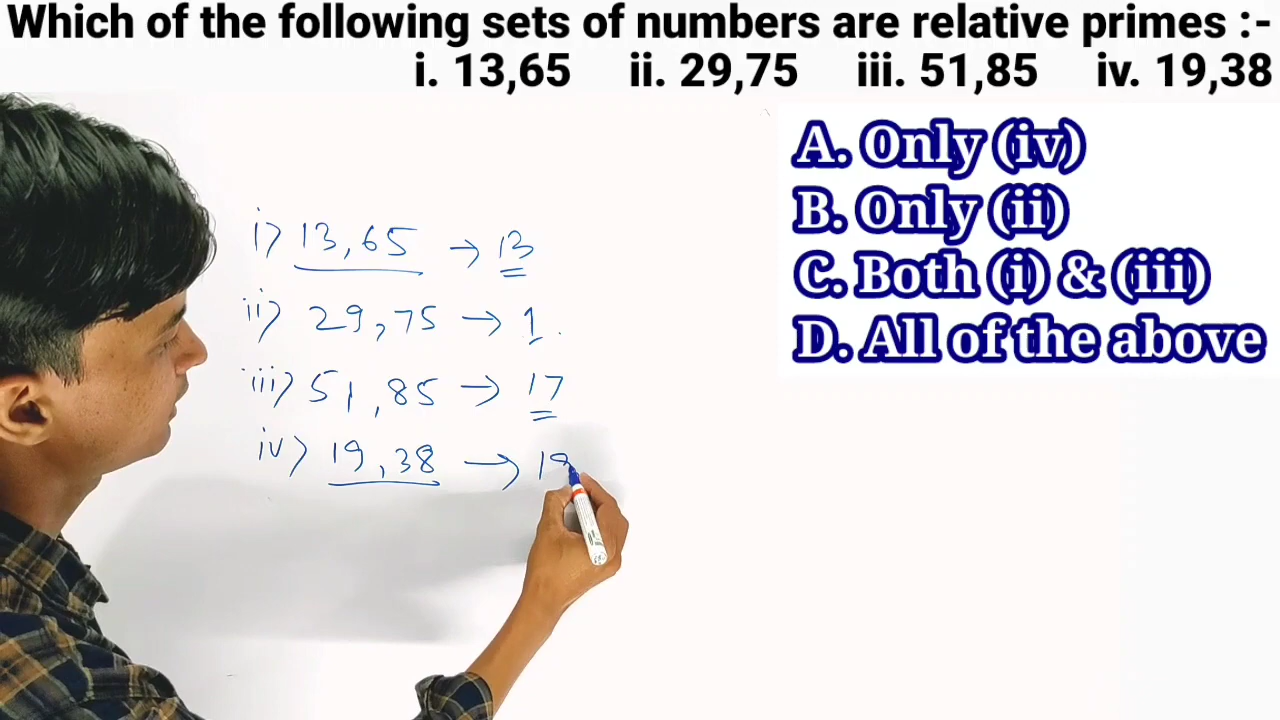 Which of the following sets of numbers are relative primes :-
i. 13,65 ii. 29,75 iii. 51,85 iv. 19,38
A. Only (iv)
B. Only (ii)
C. Both (i) & (iii)
D. All of the above
i) 13,65 → 13
ii) 29,75 → 1.
iii) 51,85 → 17
iv) 19,38 → 19